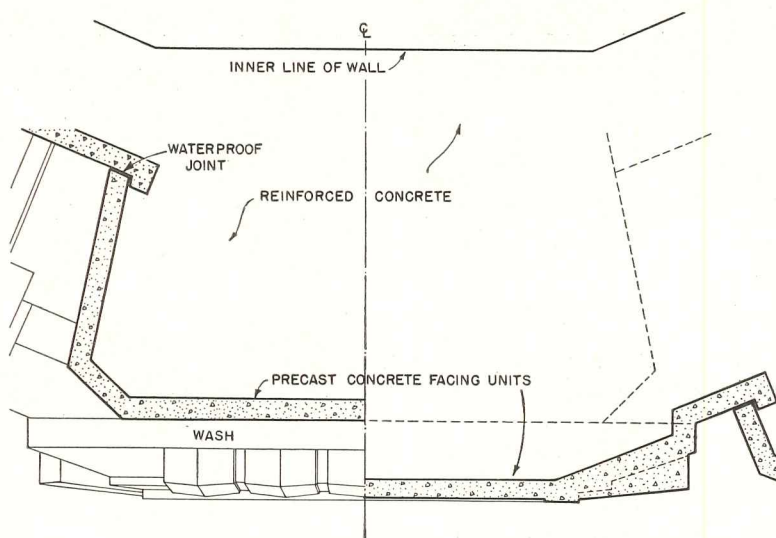 ℄
INNER LINE OF WALL
WATERPROOF
JOINT
REINFORCED CONCRETE
PRECAST CONCRETE FACING UNITS
WASH